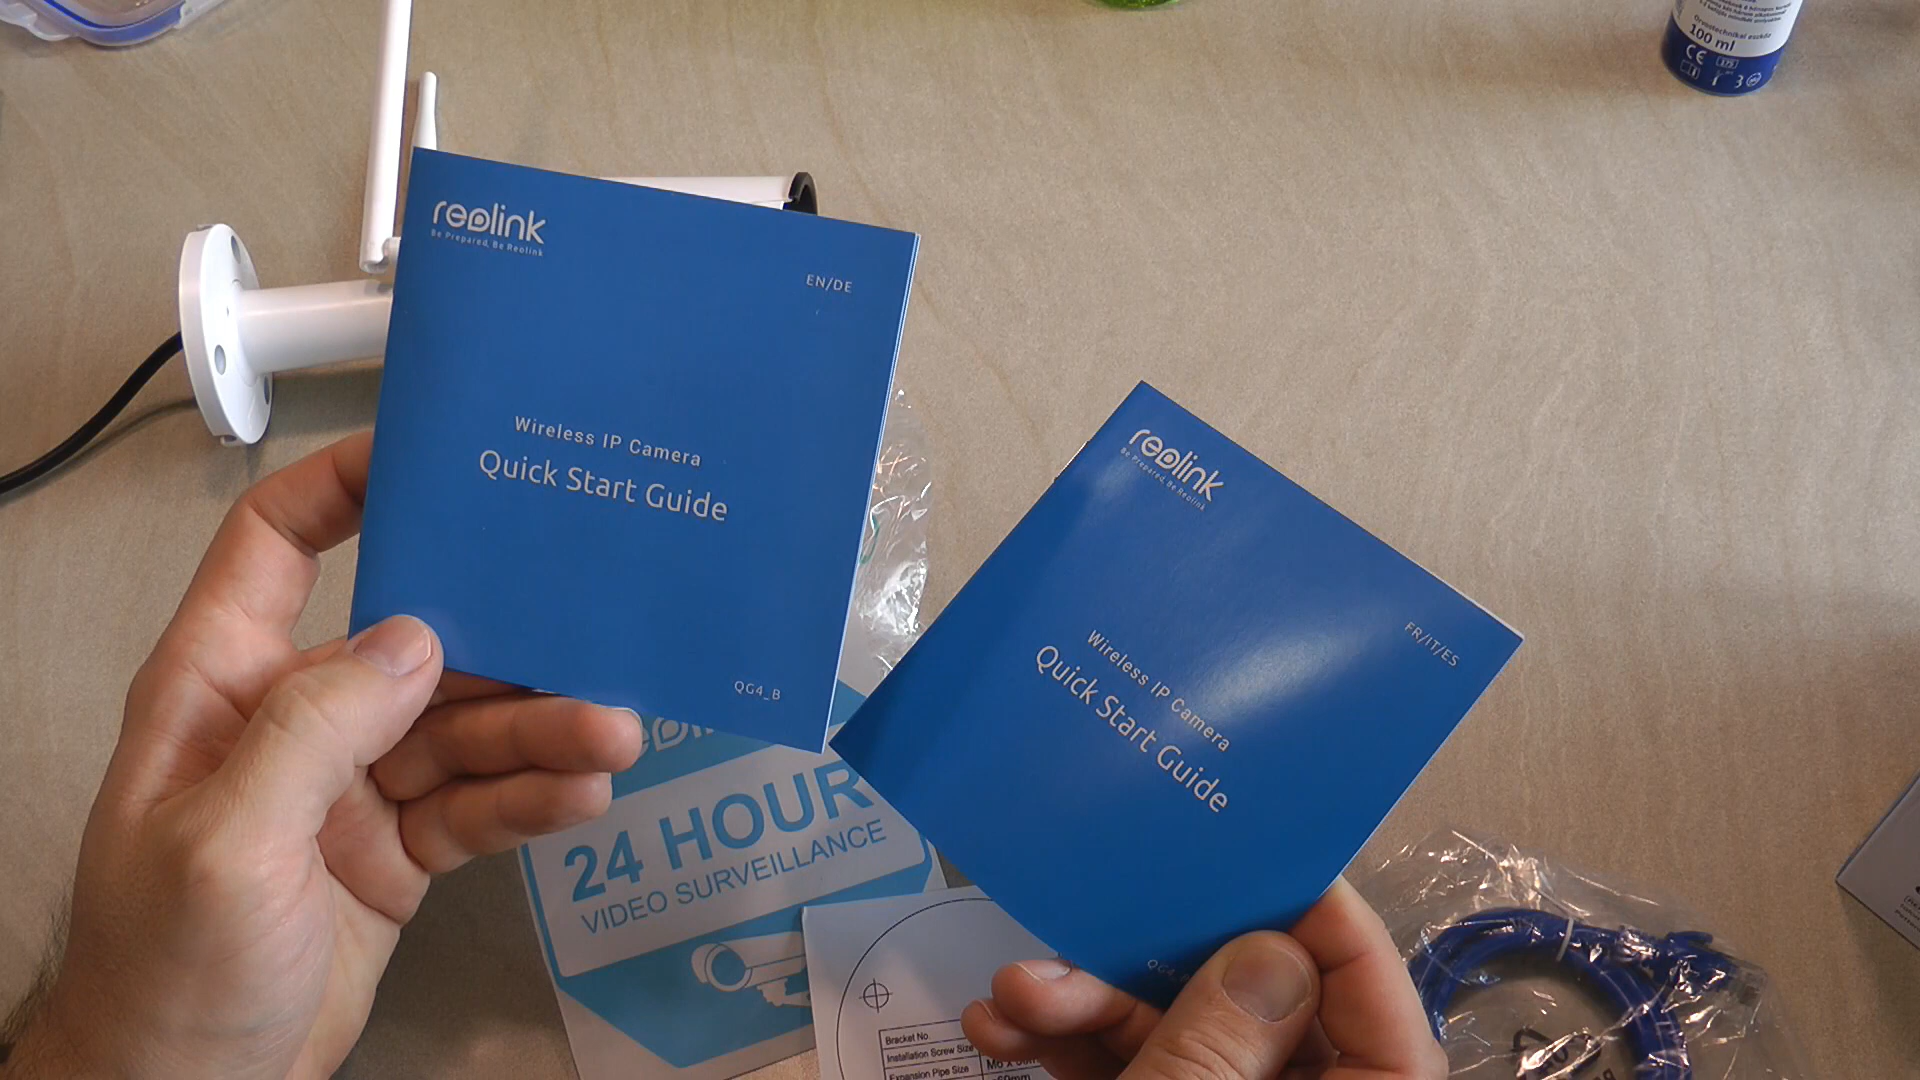 reolink
Be Prepared, Be Reolink
EN/DE
Wireless IP Camera
Quick Start Guide
QG4_B
reolink
Be Prepared, Be Reolink
FR/IT/ES
Wireless IP Camera
Quick Start Guide
24 HOUR
VIDEO SURVEILLANCE
Bracket No.
Installation Screw Size
Expansion Pipe Size
100 ml
CE